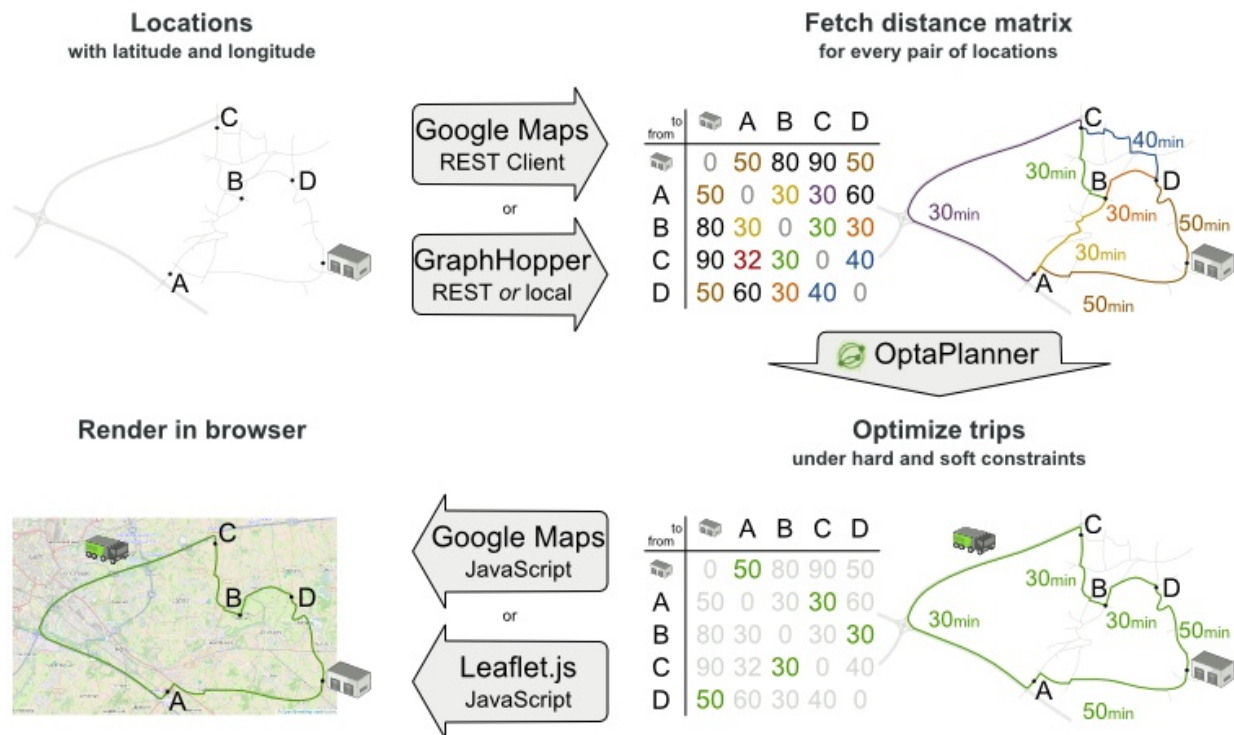 Locations
with latitude and longitude
C
B
D
A
Google Maps
REST Client
or
GraphHopper
REST or local
Fetch distance matrix
for every pair of locations
to
from
A B C D
0 50 80 90 50
A 50 0 30 30 60
B 80 30 0 30 30
C 90 32 30 0 40
D 50 60 30 40 0
C
40min
30min
D
B
30min
30min
50min
30min
A
50min
OptaPlanner
Optimize trips
under hard and soft constraints
to
from
A B C D
0 50 80 90 50
A 50 0 30 30 60
B 80 30 0 30 30
C 90 32 30 0 40
D 50 60 30 40 0
C
30min
B
D
30min
30min
50min
A
50min
Google Maps
JavaScript
or
Leaflet.js
JavaScript
Render in browser
C
B
D
A